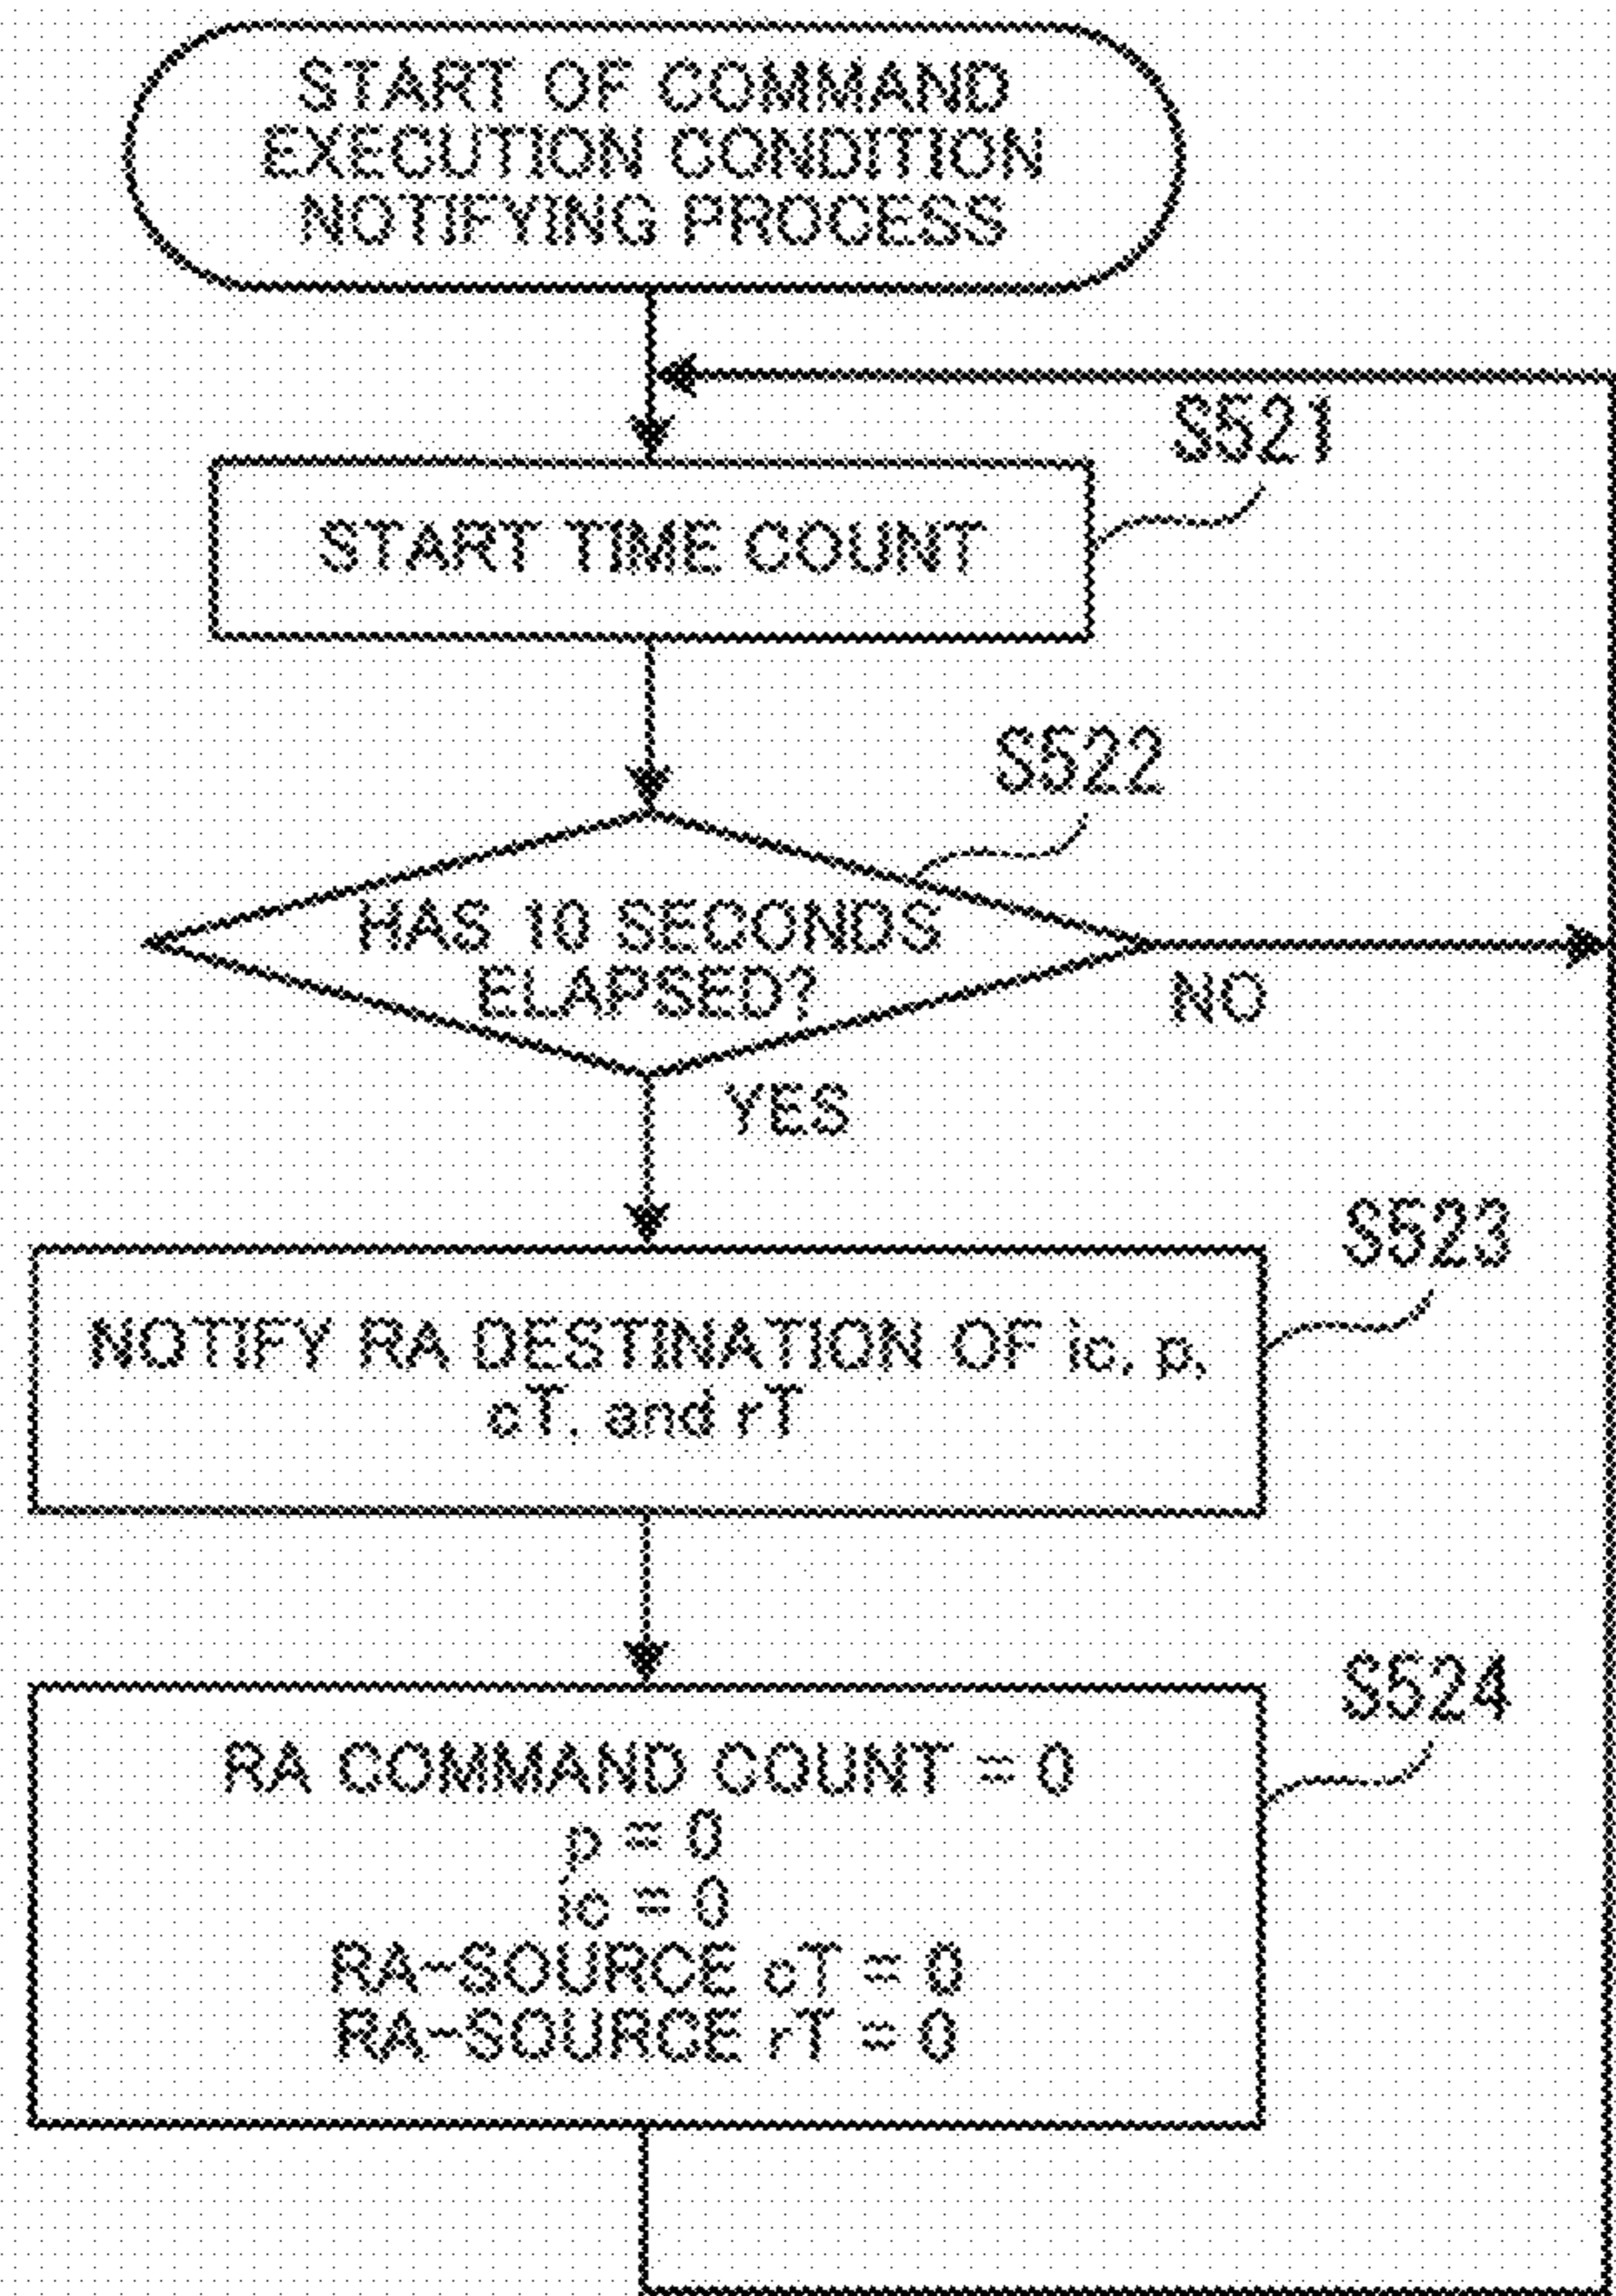 START OF COMMAND
EXECUTION CONDITION
NOTIFYING PROCESS
S521
START TIME COUNT
S522
HAS 10 SECONDS
ELAPSED?
NO
YES
S523
NOTIFY RA DESTINATION OF ic, p,
cT, and rT
S524
RA COMMAND COUNT = 0
p = 0
ic = 0
RA-SOURCE cT = 0
RA-SOURCE rT = 0